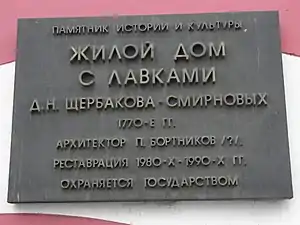 ПАМЯТНИК ИСТОРИИ И КУЛЬТУРЫ
ЖИЛОЙ ДОМ
С ЛАВКАМИ
Д.Н. ЩЕРБАКОВА-СМИРНОВЫХ
1770-Е ГГ.
АРХИТЕКТОР П. БОРТНИКОВ /?/.
РЕСТАВРАЦИЯ 1980-Х-1990-Х ГГ.
ОХРАНЯЕТСЯ ГОСУДАРСТВОМ